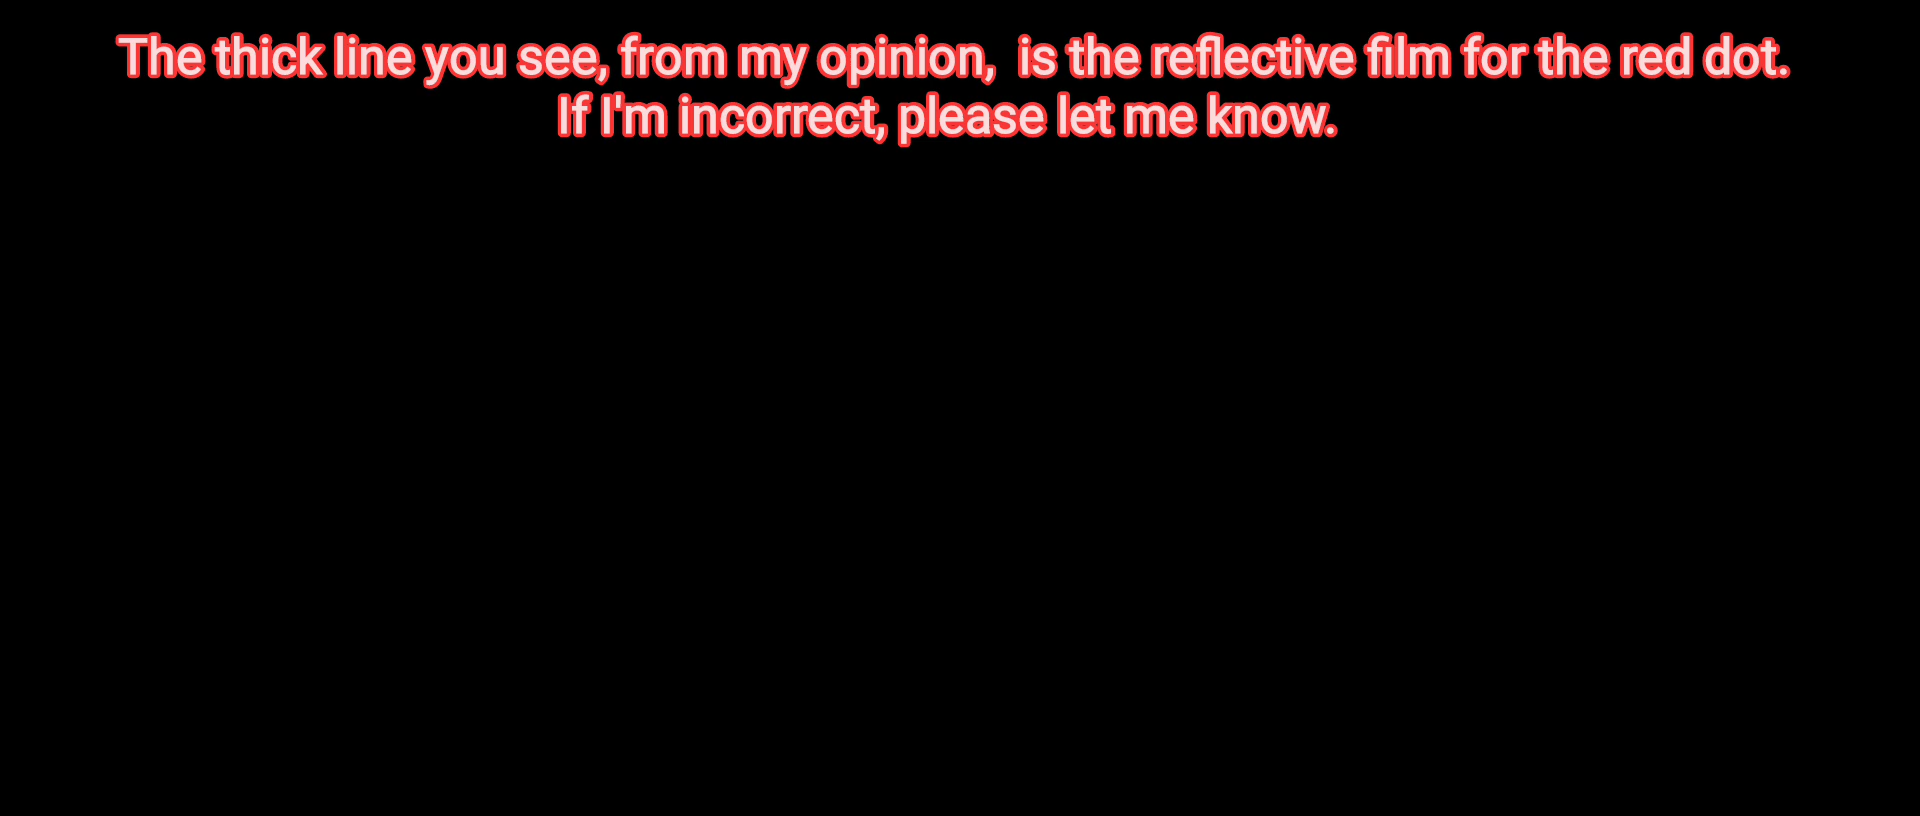 The thick line you see, from my opinion,  is the reflective film for the red dot.
If I'm incorrect, please let me know.